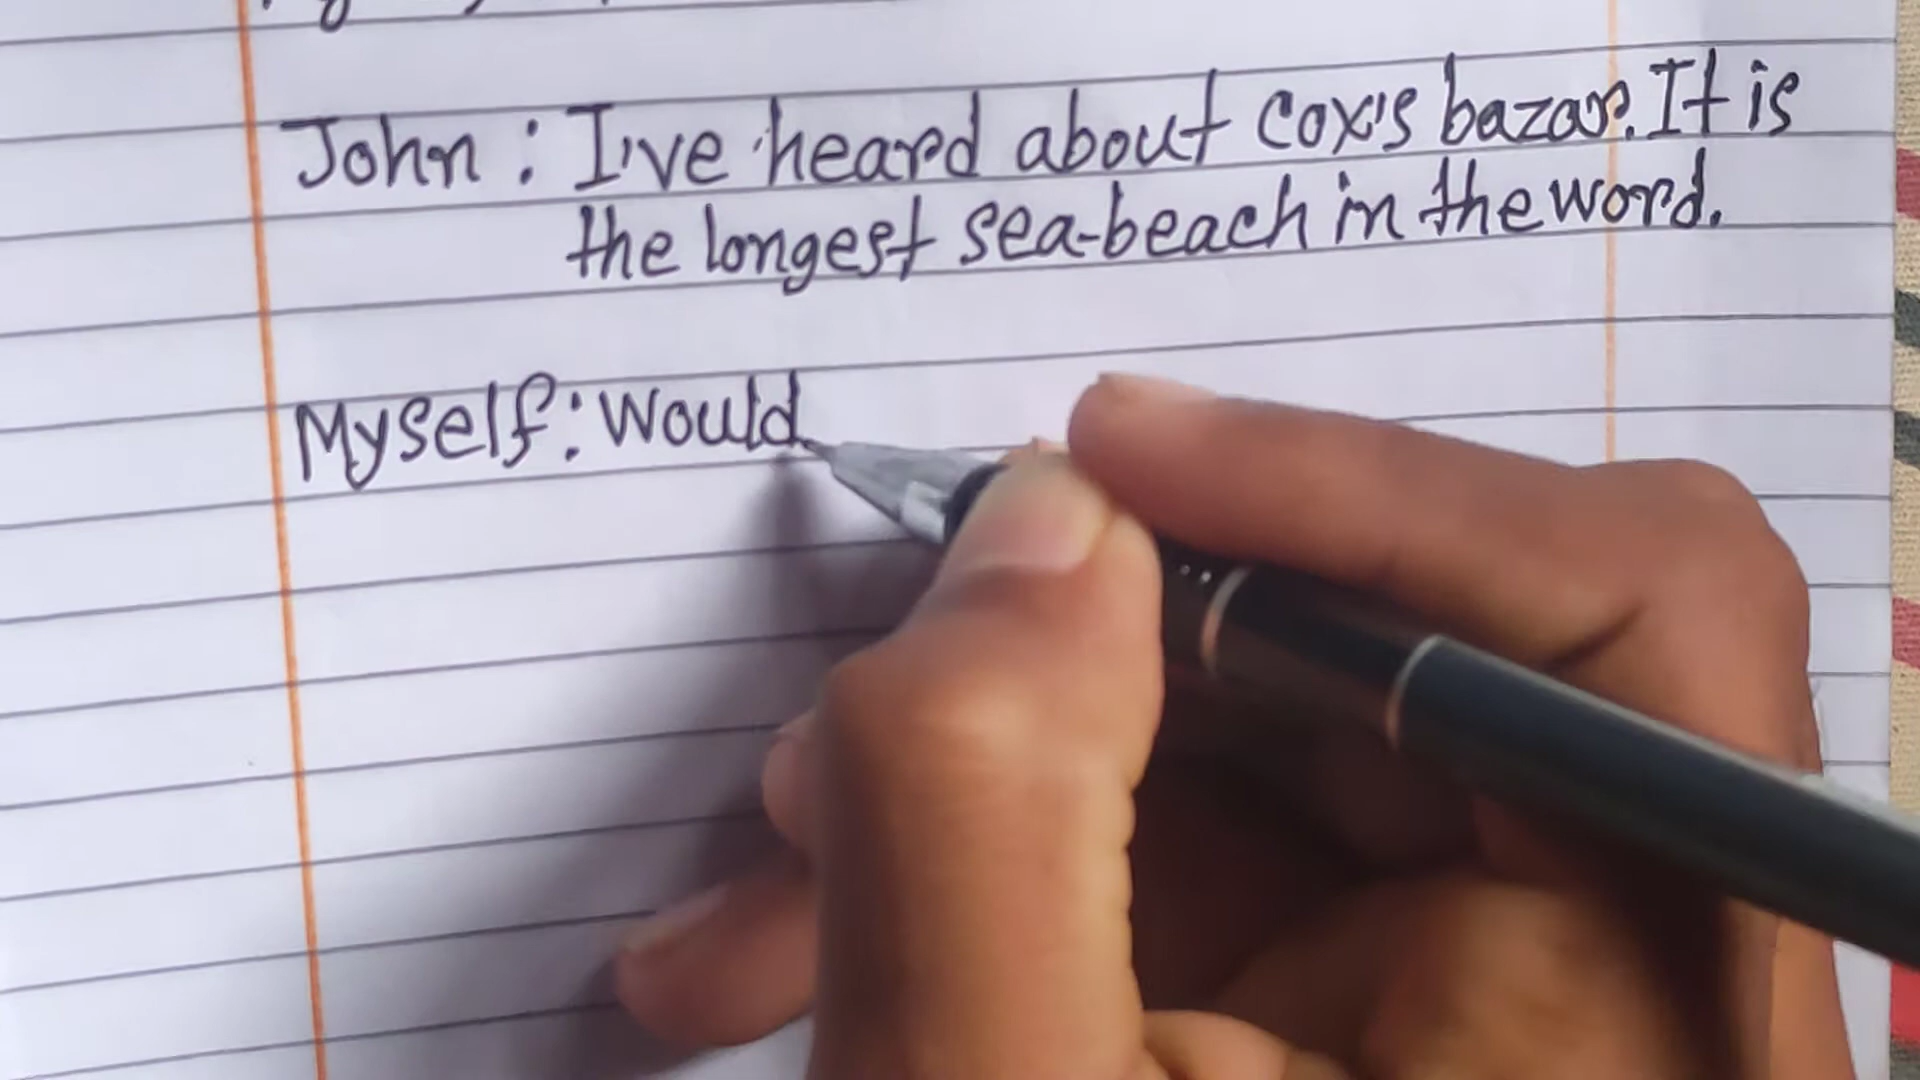 John : I've heard about cox's bazar. It is
the longest sea-beach in the word.
Myself : Would